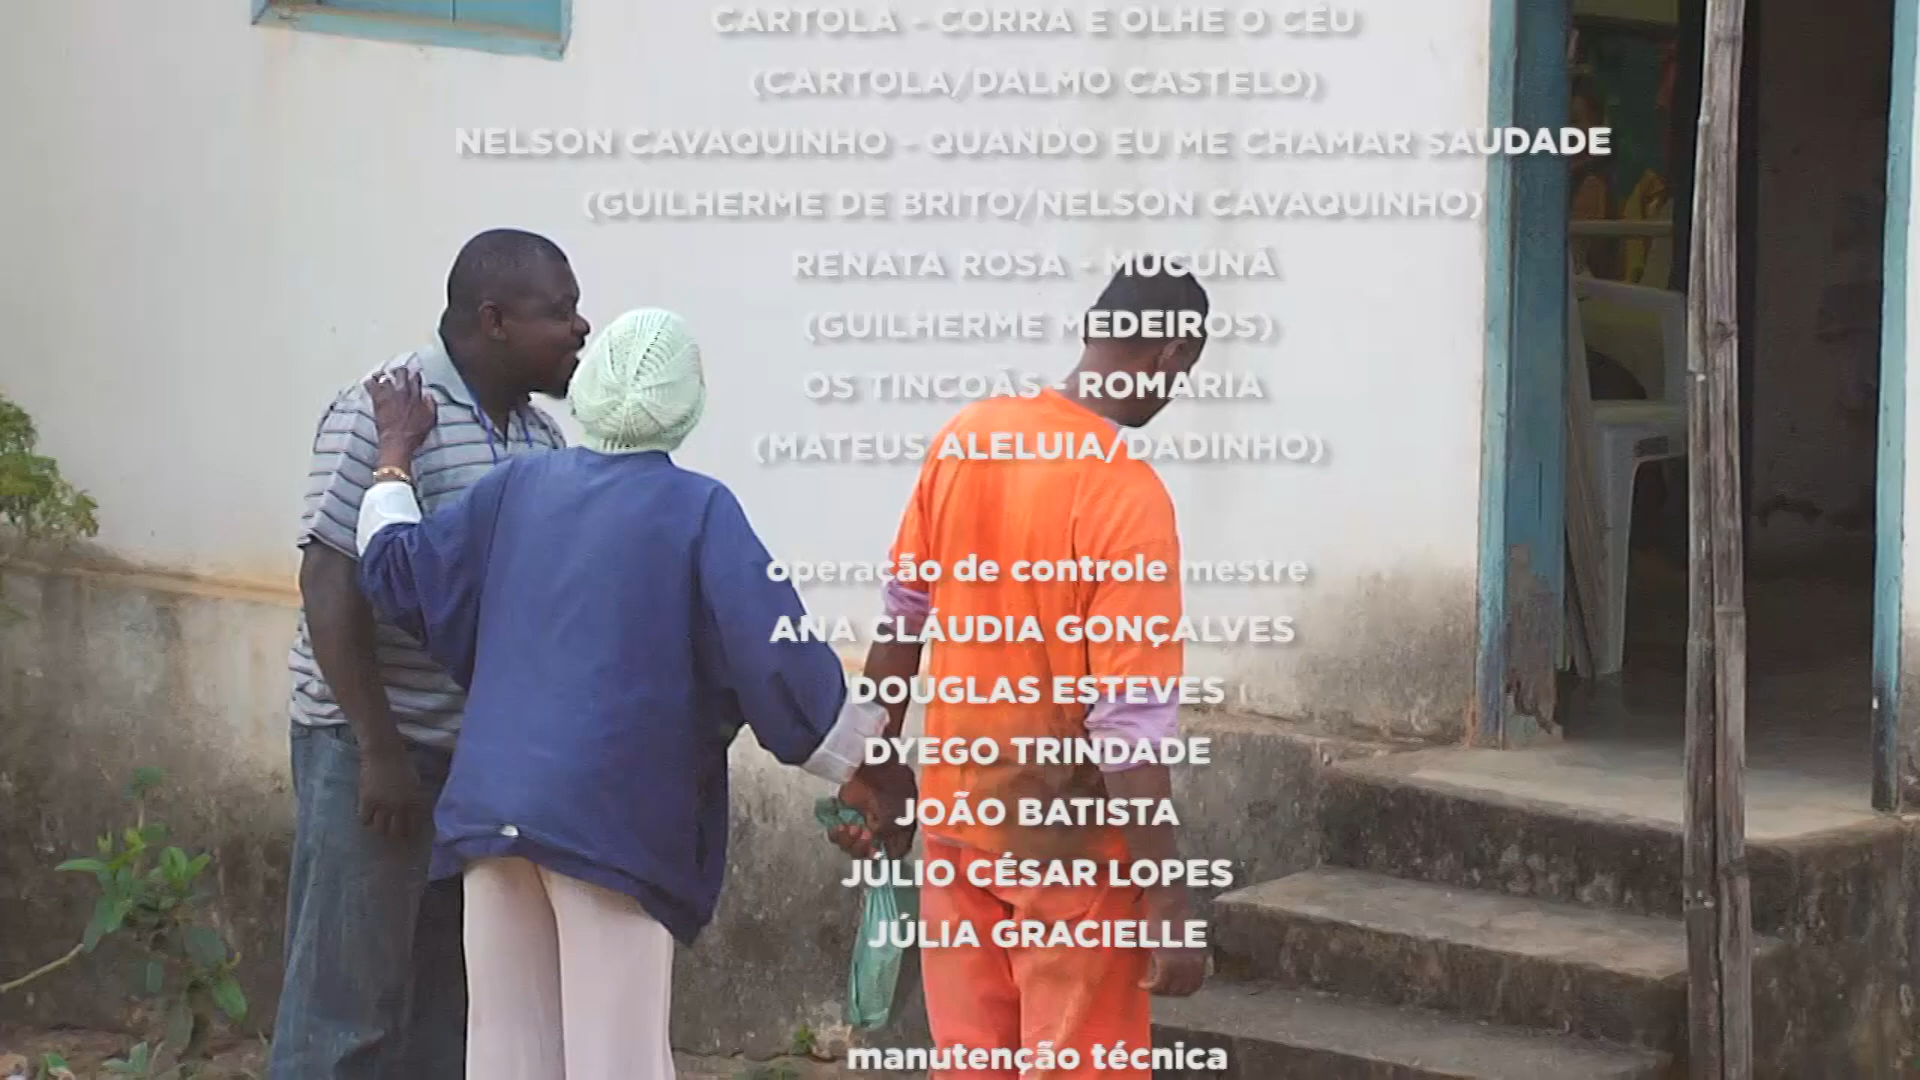 CARTOLA - CORRA E OLHE O CÉU
(CARTOLA/DALMO CASTELO)
NELSON CAVAQUINHO - QUANDO EU ME CHAMAR SAUDADE
(GUILHERME DE BRITO/NELSON CAVAQUINHO)
RENATA ROSA - MUCUNÃ
(GUILHERME MEDEIROS)
OS TINCOÃS - ROMARIA
(MATEUS ALELUIA/DADINHO)
operação de controle mestre
ANA CLÁUDIA GONÇALVES
DOUGLAS ESTEVES
DYEGO TRINDADE
JOÃO BATISTA
JÚLIO CÉSAR LOPES
JÚLIA GRACIELLE
manutenção técnica